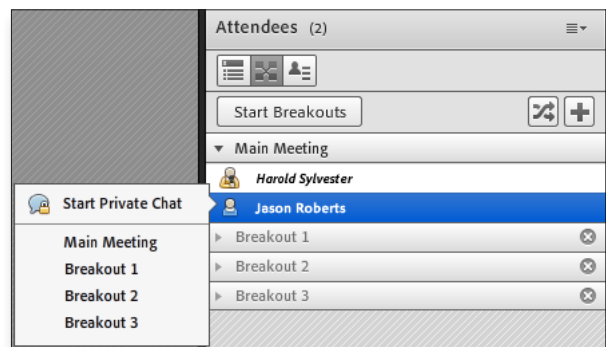 Attendees (2)
Start Breakouts
Main Meeting
Harold Sylvester
Jason Roberts
Breakout 1
Breakout 2
Breakout 3
Start Private Chat
Main Meeting
Breakout 1
Breakout 2
Breakout 3